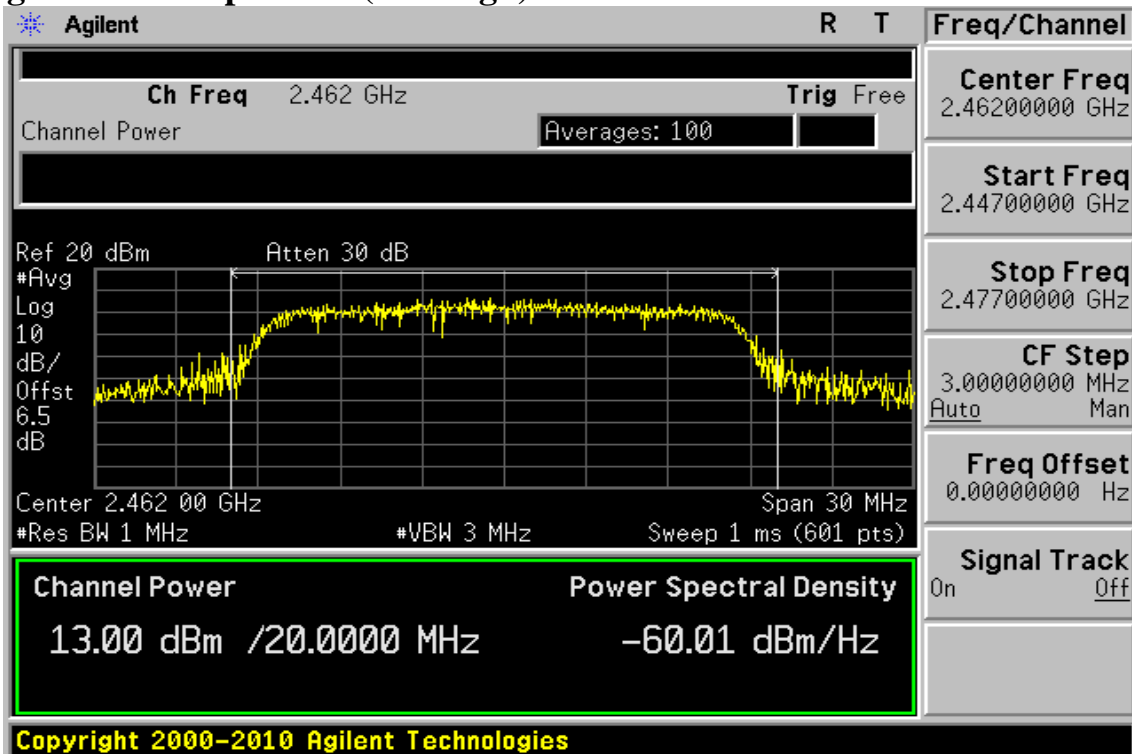 Agilent R T
Freq/Channel
Ch Freq 2.462 GHz Trig Free
Channel Power Averages: 100
Ref 20 dBm Atten 30 dB
#Avg
Log
10
dB/
Offst
6.5
dB
Center 2.462 00 GHz Span 30 MHz
#Res BW 1 MHz #VBW 3 MHz Sweep 1 ms (601 pts)
Channel Power Power Spectral Density
13.00 dBm /20.0000 MHz -60.01 dBm/Hz
Center Freq
2.46200000 GHz
Start Freq
2.44700000 GHz
Stop Freq
2.47700000 GHz
CF Step
3.00000000 MHz
Auto Man
Freq Offset
0.00000000 Hz
Signal Track
On Off
Copyright 2000-2010 Agilent Technologies